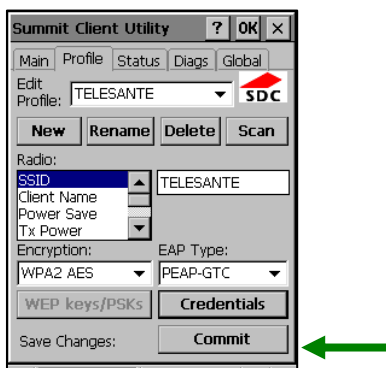 Summit Client Utility ? OK ×
Main Profile Status Diags Global
Edit
Profile: TELESANTE
SDC
New Rename Delete Scan
Radio:
SSID
Client Name
Power Save
Tx Power
TELESANTE
Encryption: EAP Type:
WPA2 AES PEAP-GTC
WEP keys/PSKs Credentials
Save Changes: Commit